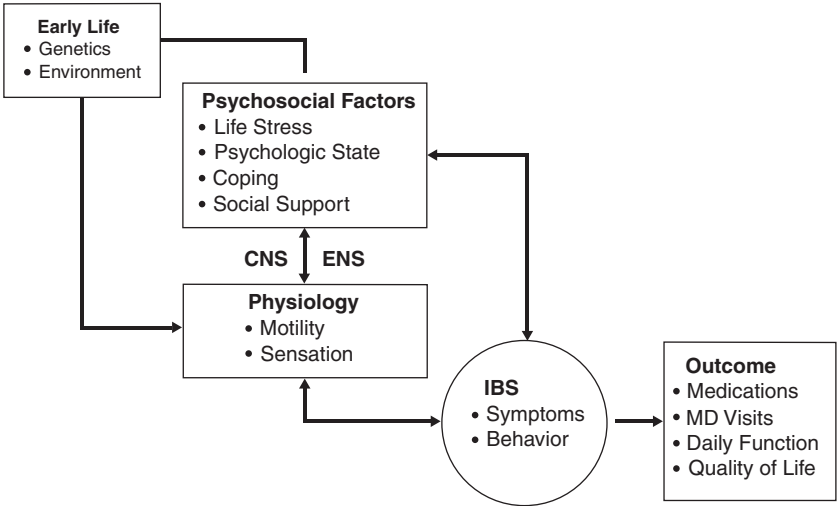 Early Life
• Genetics
• Environment
Psychosocial Factors
• Life Stress
• Psychologic State
• Coping
• Social Support
CNS ENS
Physiology
• Motility
• Sensation
IBS
• Symptoms
• Behavior
Outcome
• Medications
• MD Visits
• Daily Function
• Quality of Life